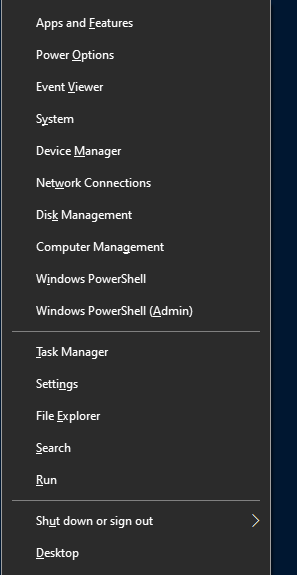 Apps and Features
Power Options
Event Viewer
System
Device Manager
Network Connections
Disk Management
Computer Management
Windows PowerShell
Windows PowerShell (Admin)
Task Manager
Settings
File Explorer
Search
Run
Shut down or sign out
Desktop